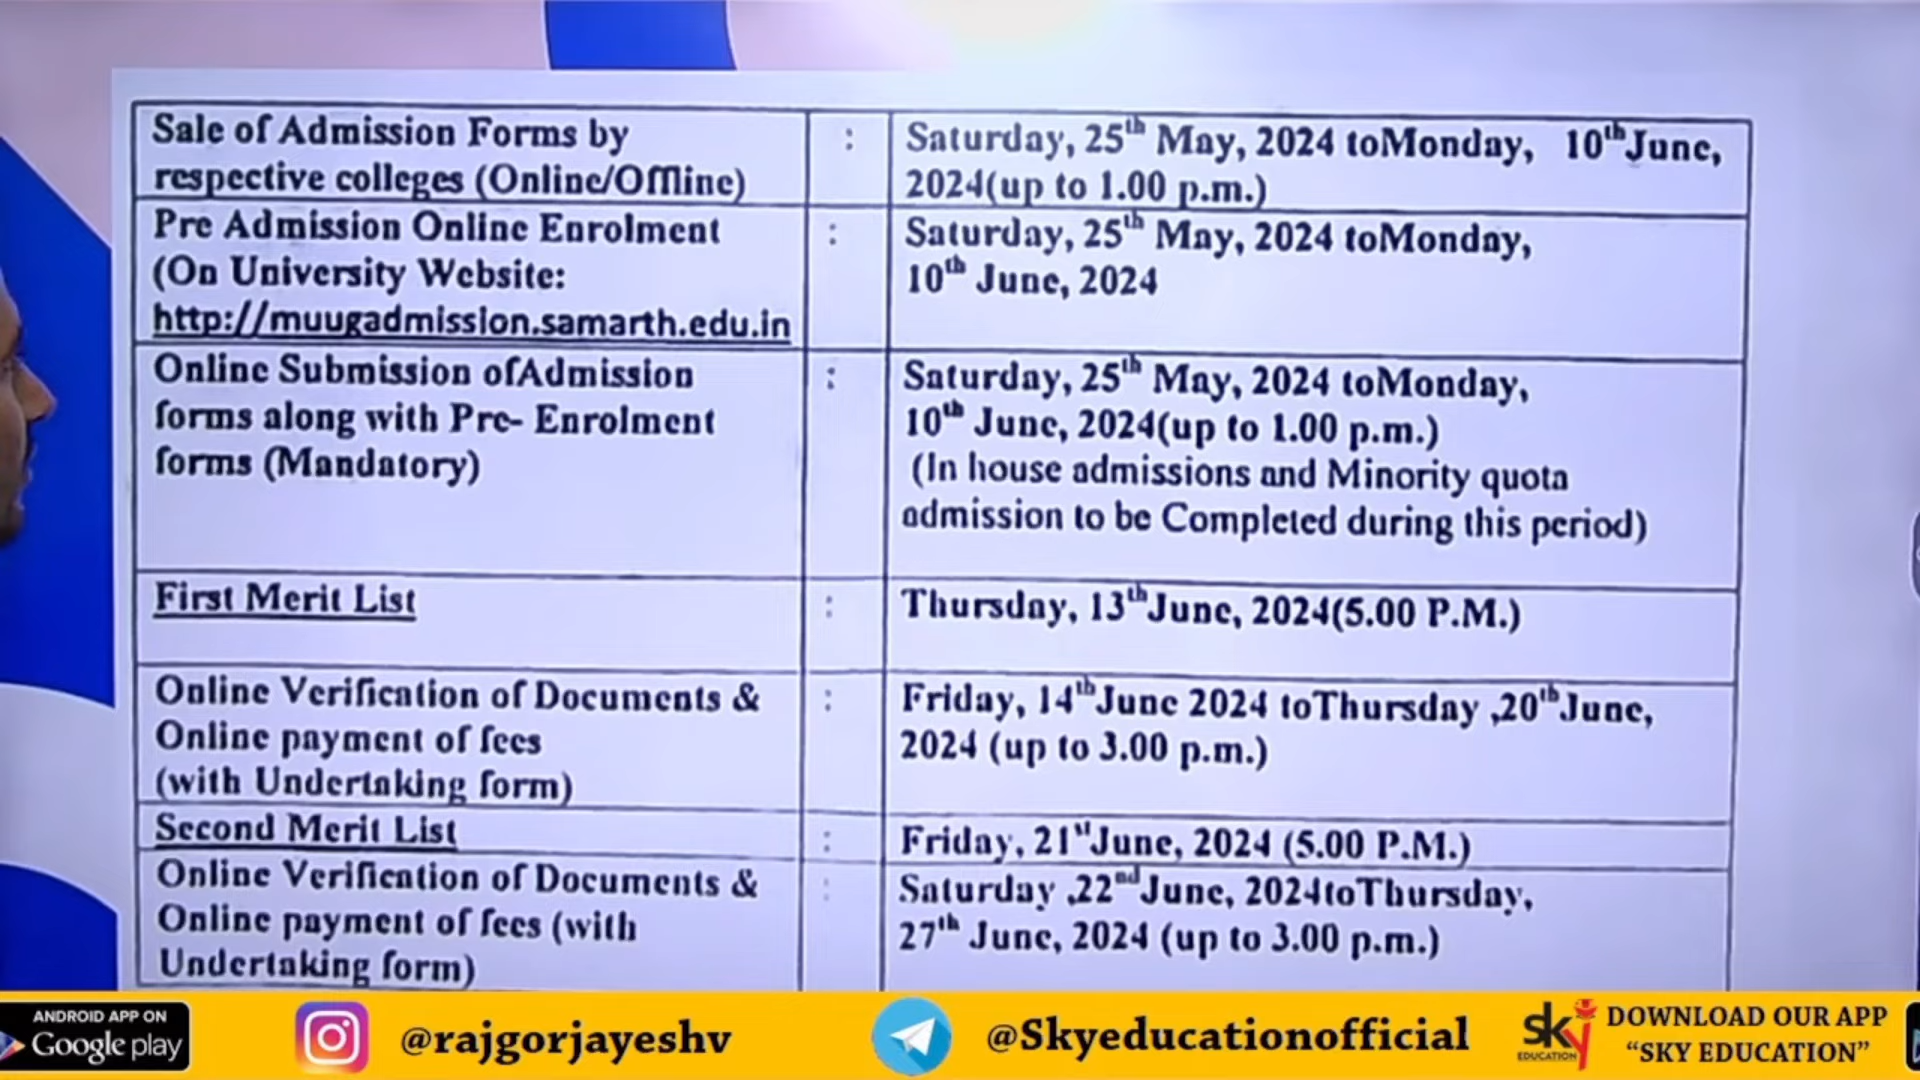 Sale of Admission Forms by
respective colleges (Online/Offline)
:
Saturday, 25th May, 2024 toMonday, 10thJune,
2024(up to 1.00 p.m.)
Pre Admission Online Enrolment
(On University Website:
http://muugadmission.samarth.edu.in
:
Saturday, 25th May, 2024 toMonday,
10th June, 2024
Online Submission ofAdmission
forms along with Pre- Enrolment
forms (Mandatory)
:
Saturday, 25th May, 2024 toMonday,
10th June, 2024(up to 1.00 p.m.)
(In house admissions and Minority quota
admission to be Completed during this period)
First Merit List
:
Thursday, 13thJune, 2024(5.00 P.M.)
Online Verification of Documents &
Online payment of fees
(with Undertaking form)
:
Friday, 14thJune 2024 toThursday ,20thJune,
2024 (up to 3.00 p.m.)
Second Merit List
:
Friday, 21stJune, 2024 (5.00 P.M.)
Online Verification of Documents &
Online payment of fees (with
Undertaking form)
:
Saturday ,22ndJune, 2024toThursday,
27th June, 2024 (up to 3.00 p.m.)
ANDROID APP ON
Google play
@rajgorjayeshv
@Skyeducationofficial
sky
EDUCATION
DOWNLOAD OUR APP
“SKY EDUCATION”